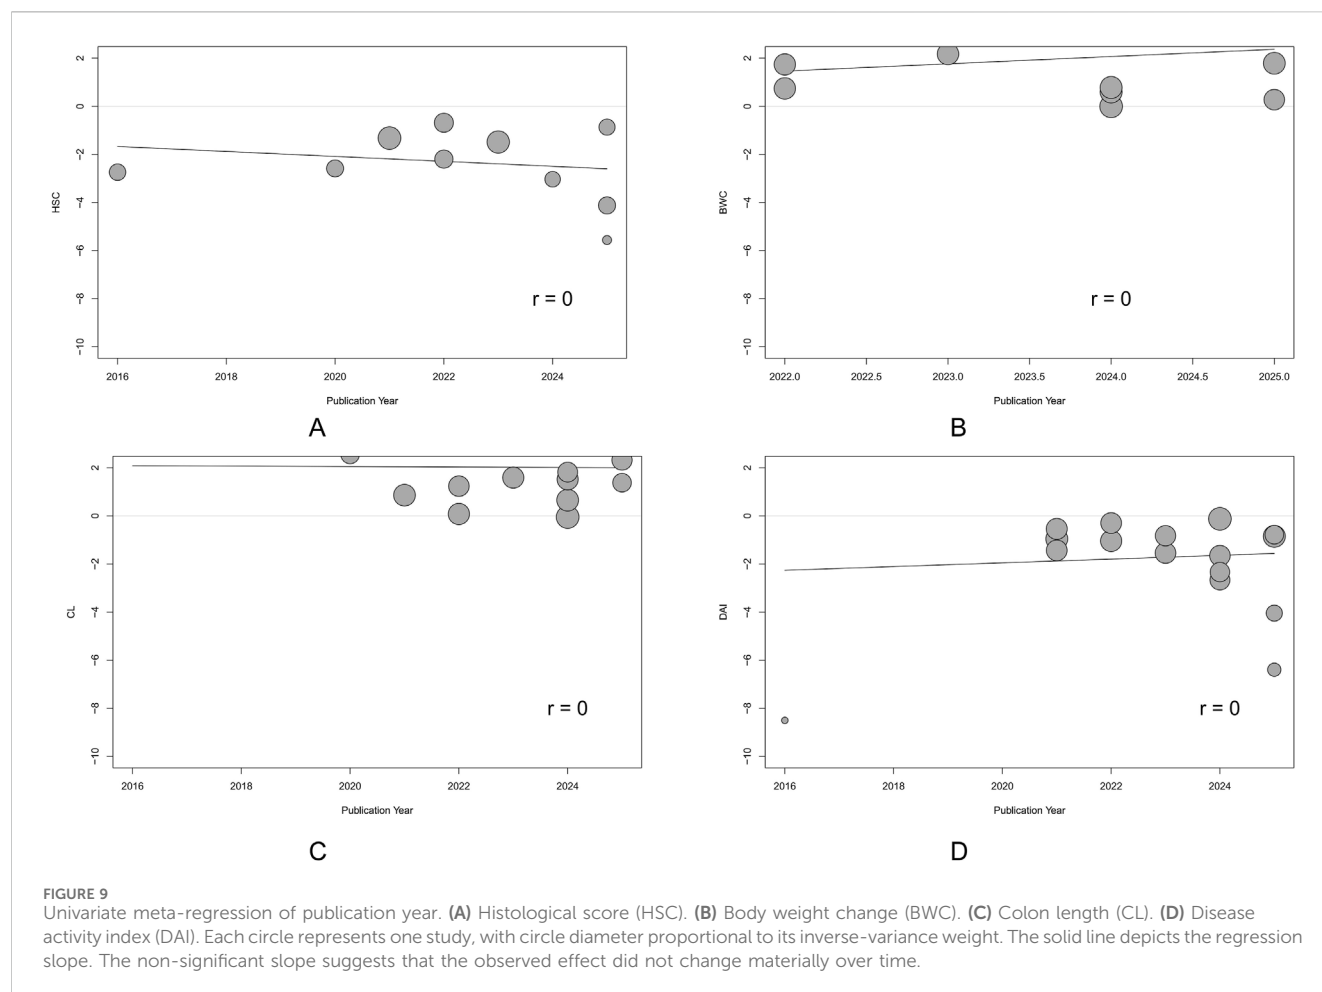 2
0
−2
−4
−6
−8
−10
HSC
r = 0
2016
2018
2020
2022
2024
Publication Year
A
2
0
−2
−4
−6
−8
−10
BWC
r = 0
2022.0
2022.5
2023.0
2023.5
2024.0
2024.5
2025.0
Publication Year
B
2
0
−2
−4
−6
−8
−10
CL
r = 0
2016
2018
2020
2022
2024
Publication Year
C
2
0
−2
−4
−6
−8
−10
DAI
r = 0
2016
2018
2020
2022
2024
Publication Year
D
FIGURE 9
Univariate meta-regression of publication year. (A) Histological score (HSC). (B) Body weight change (BWC). (C) Colon length (CL). (D) Disease
activity index (DAI). Each circle represents one study, with circle diameter proportional to its inverse-variance weight. The solid line depicts the regression
slope. The non-significant slope suggests that the observed effect did not change materially over time.